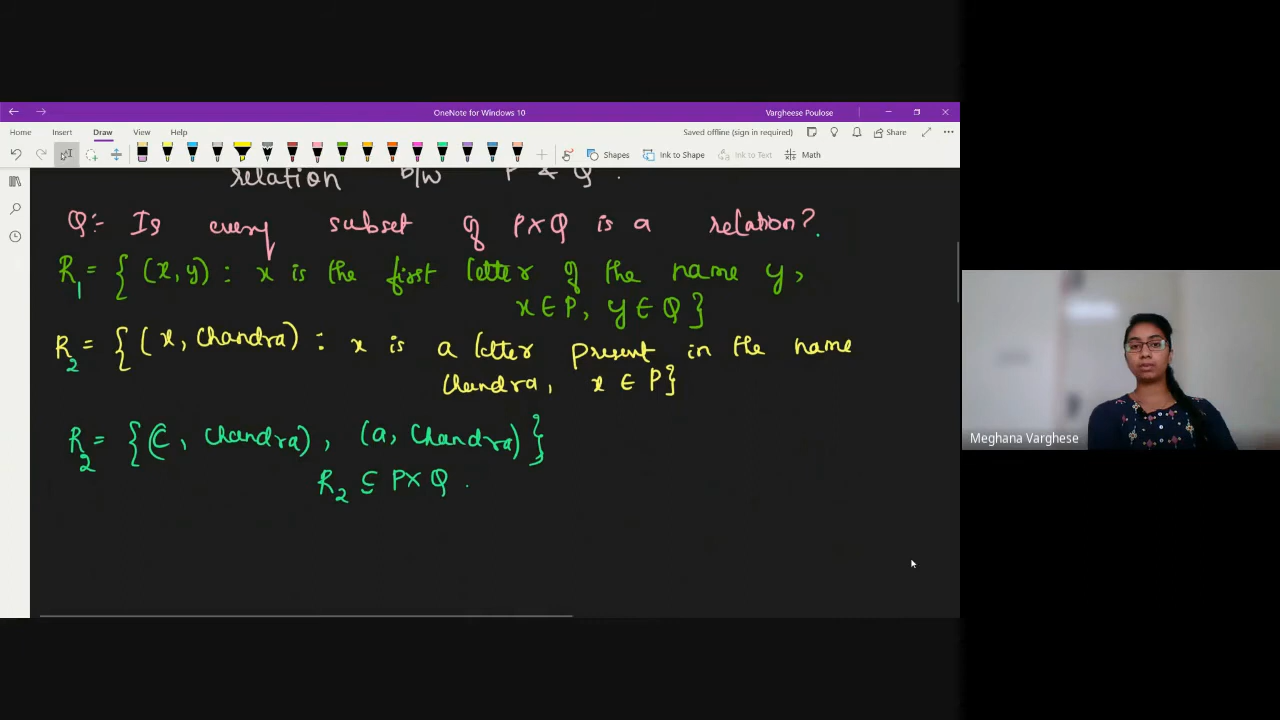 OneNote for Windows 10
Vargheese Poulose
Home Insert Draw View Help
Saved offline (sign in required) Share
Shapes Ink to Shape Ink to Text Math
relation b/w P & Q .
Q:- Is every subset of P×Q is a relation?.
R1 = { (x, y) : x is the first letter of the name y,
x ∈ P, y ∈ Q }
R2 = { ( x, Chandra) : x is a letter present in the name
Chandra, x ∈ P}
R2 = { (C, Chandra), (a, Chandra) }
R2 ⊆ P×Q .
Meghana Varghese